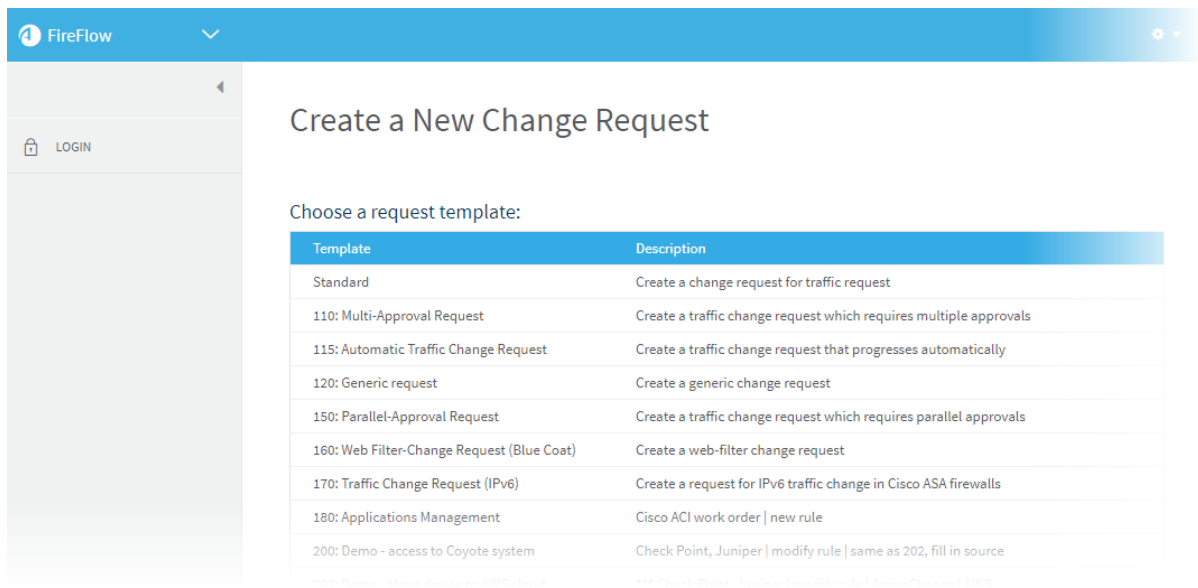 FireFlow
LOGIN
Create a New Change Request
Choose a request template:
Template Description
Standard Create a change request for traffic request
110: Multi-Approval Request Create a traffic change request which requires multiple approvals
115: Automatic Traffic Change Request Create a traffic change request that progresses automatically
120: Generic request Create a generic change request
150: Parallel-Approval Request Create a traffic change request which requires parallel approvals
160: Web Filter-Change Request (Blue Coat) Create a web-filter change request
170: Traffic Change Request (IPv6) Create a request for IPv6 traffic change in Cisco ASA firewalls
180: Applications Management Cisco ACI work order | new rule
200: Demo - access to Coyote system Check Point, Juniper | modify rule | same as 202, fill in source